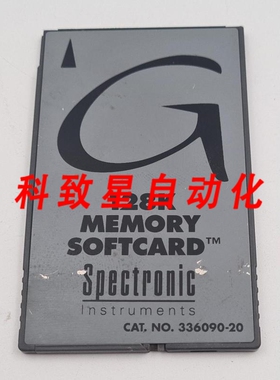 G
128K
科致星自动化
MEMORY
SOFTCARD™
Spectronic
Instruments
CAT. NO. 336090-20